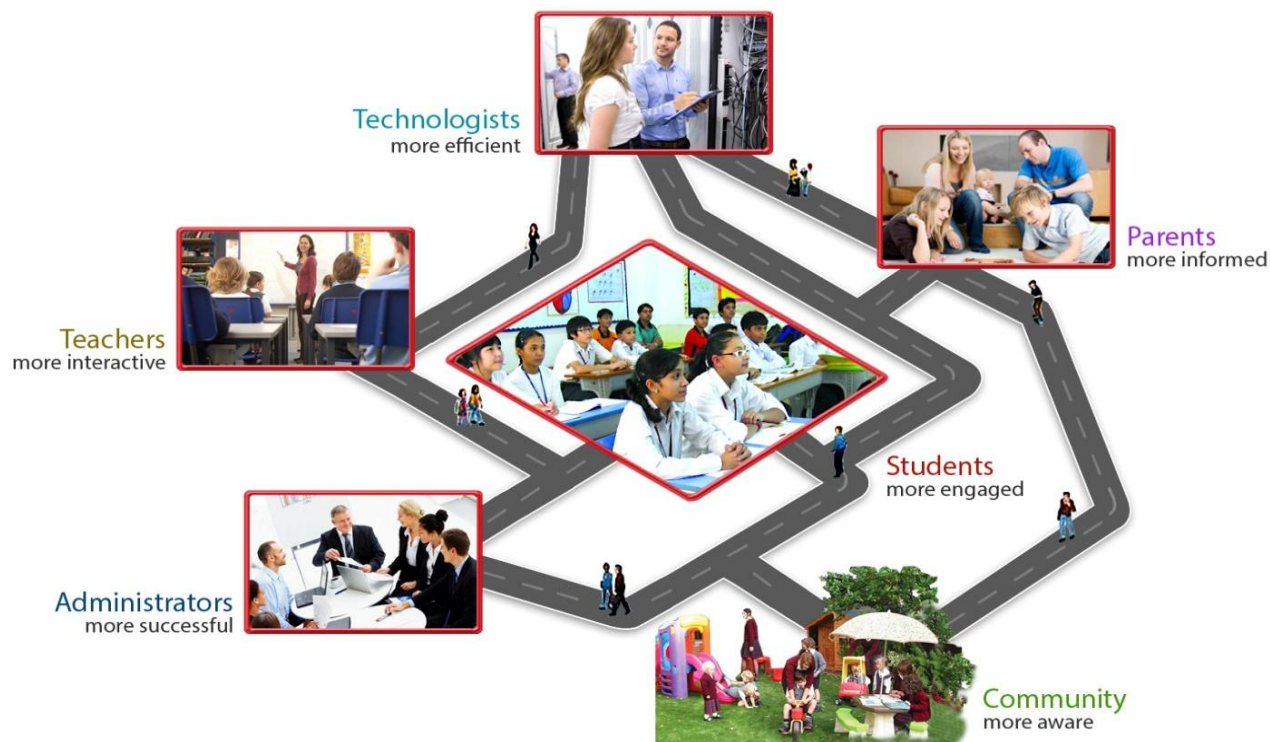 Technologists
more efficient
Parents
more informed
Teachers
more interactive
Students
more engaged
Administrators
more successful
Community
more aware